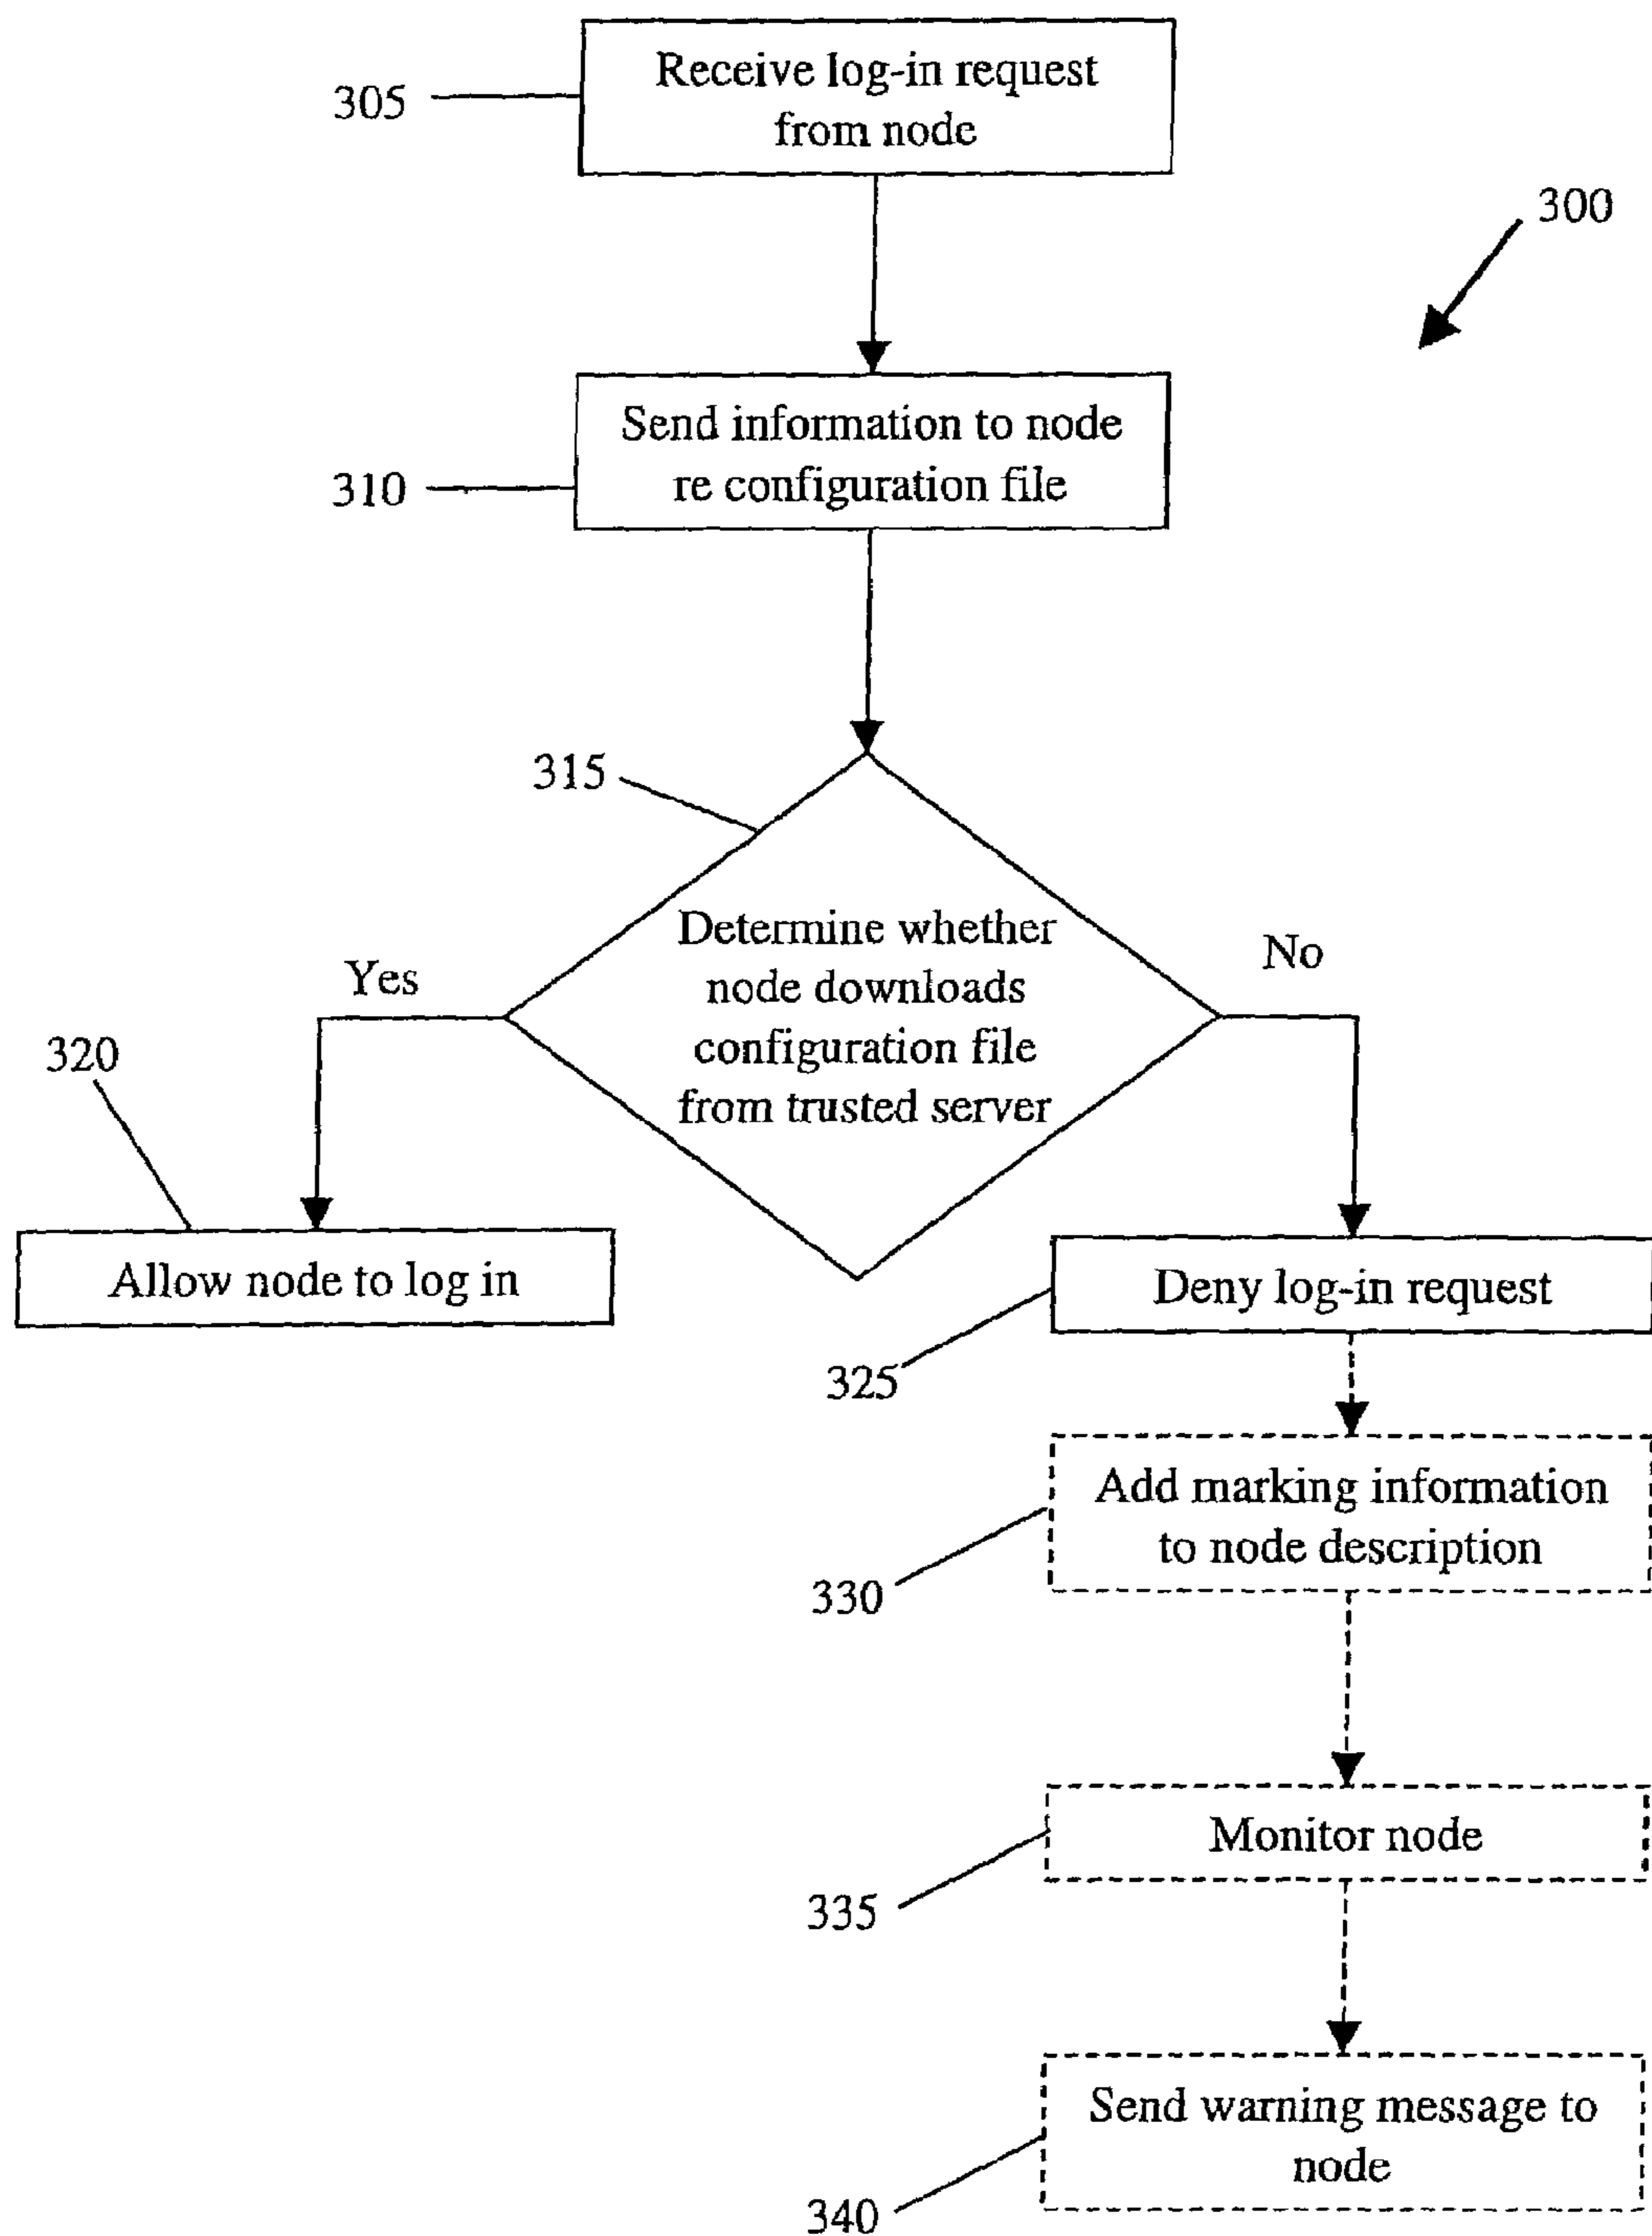 Receive log-in request
from node
305
300
Send information to node
re configuration file
310
315
Determine whether
node downloads
configuration file
from trusted server
Yes
No
320
Allow node to log in
Deny log-in request
325
Add marking information
to node description
330
Monitor node
335
Send warning message to
node
340